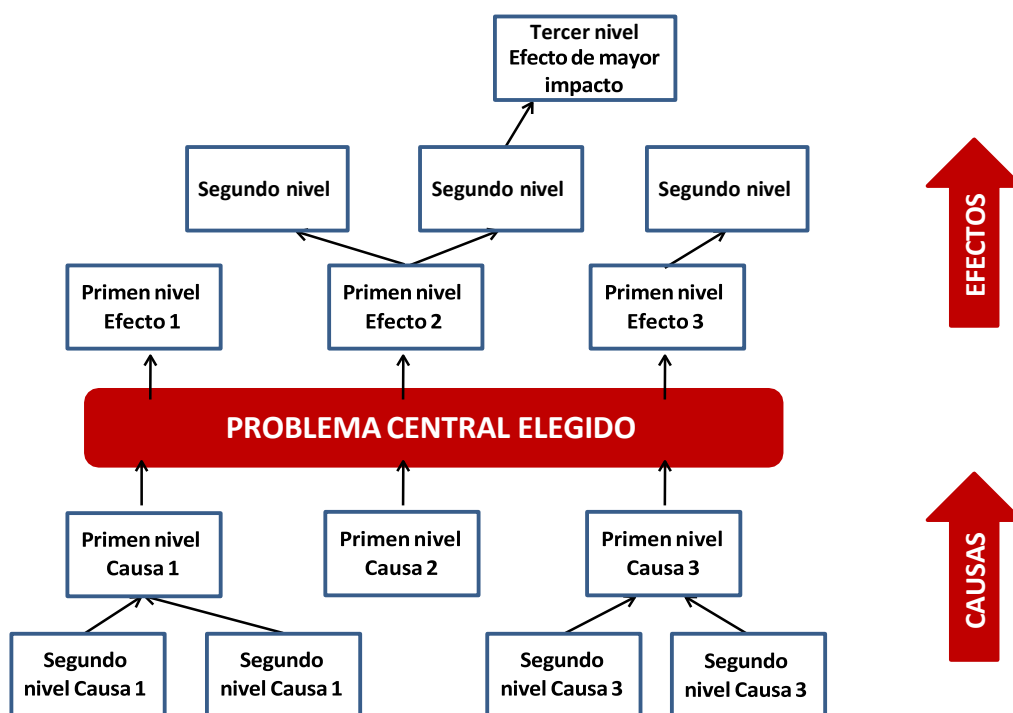 Tercer nivel
Efecto de mayor
impacto
Segundo nivel
Segundo nivel
Segundo nivel
EFECTOS
Primen nivel
Efecto 1
Primen nivel
Efecto 2
Primen nivel
Efecto 3
PROBLEMA CENTRAL ELEGIDO
Primen nivel
Causa 1
Primen nivel
Causa 2
Primen nivel
Causa 3
CAUSAS
Segundo
nivel Causa 1
Segundo
nivel Causa 1
Segundo
nivel Causa 3
Segundo
nivel Causa 3